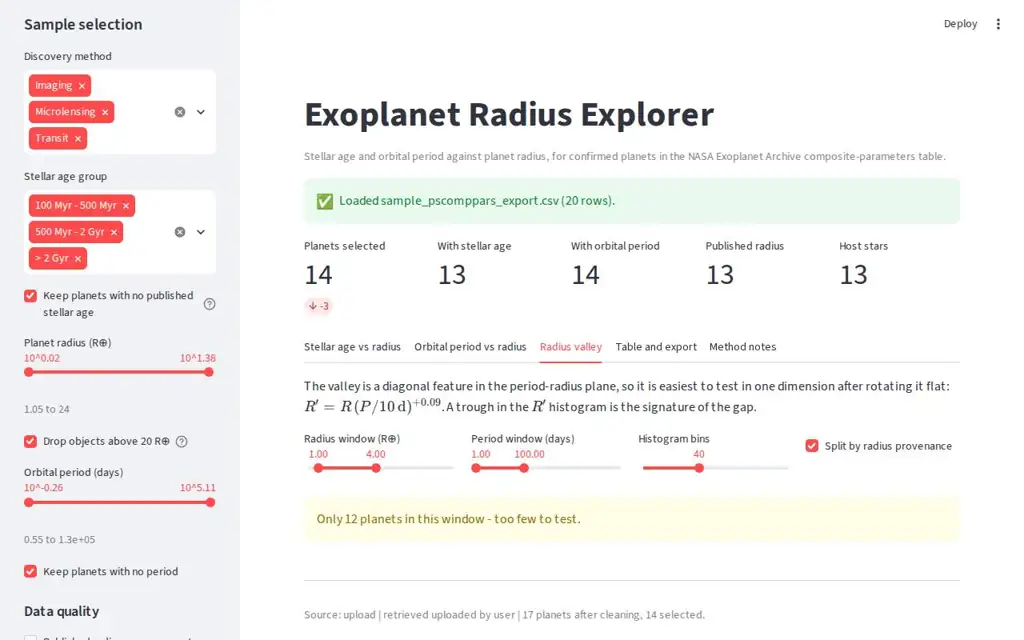 Sample selection
Deploy
Discovery method
Imaging ×
Microlensing ×
Transit ×
Stellar age group
100 Myr - 500 Myr ×
500 Myr - 2 Gyr ×
> 2 Gyr ×
Keep planets with no published
stellar age
Planet radius (R⊕)
10^0.02 10^1.38
1.05 to 24
Drop objects above 20 R⊕
Orbital period (days)
10^-0.26 10^5.11
0.55 to 1.3e+05
Keep planets with no period
Data quality
Exoplanet Radius Explorer
Stellar age and orbital period against planet radius, for confirmed planets in the NASA Exoplanet Archive composite-parameters table.
Loaded sample_pscomppars_export.csv (20 rows).
Planets selected With stellar age With orbital period Published radius Host stars
14 13 14 13 13
↓ -3
Stellar age vs radius Orbital period vs radius Radius valley Table and export Method notes
The valley is a diagonal feature in the period-radius plane, so it is easiest to test in one dimension after rotating it flat:
R′ = R (P/10 d)^+0.09. A trough in the R′ histogram is the signature of the gap.
Radius window (R⊕) Period window (days) Histogram bins
1.00 4.00 1.00 100.00 40
Split by radius provenance
Only 12 planets in this window - too few to test.
Source: upload | retrieved uploaded by user | 17 planets after cleaning, 14 selected.